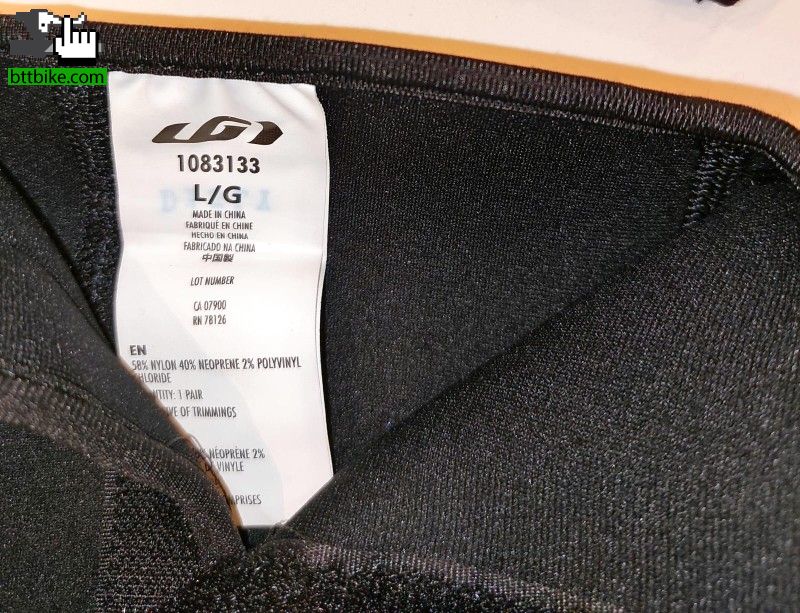 bttbike.com
1083133
L/G
MADE IN CHINA
FABRIQUÉ EN CHINE
HECHO EN CHINA
FABRICADO NA CHINA
中国製
LOT NUMBER
CA 07900
RN 78126
EN
58% NYLON 40% NEOPRENE 2% POLYVINYL
CHLORIDE
1 PAIR
OF TRIMMINGS
NÉOPRÈNE 2%
VINYLE